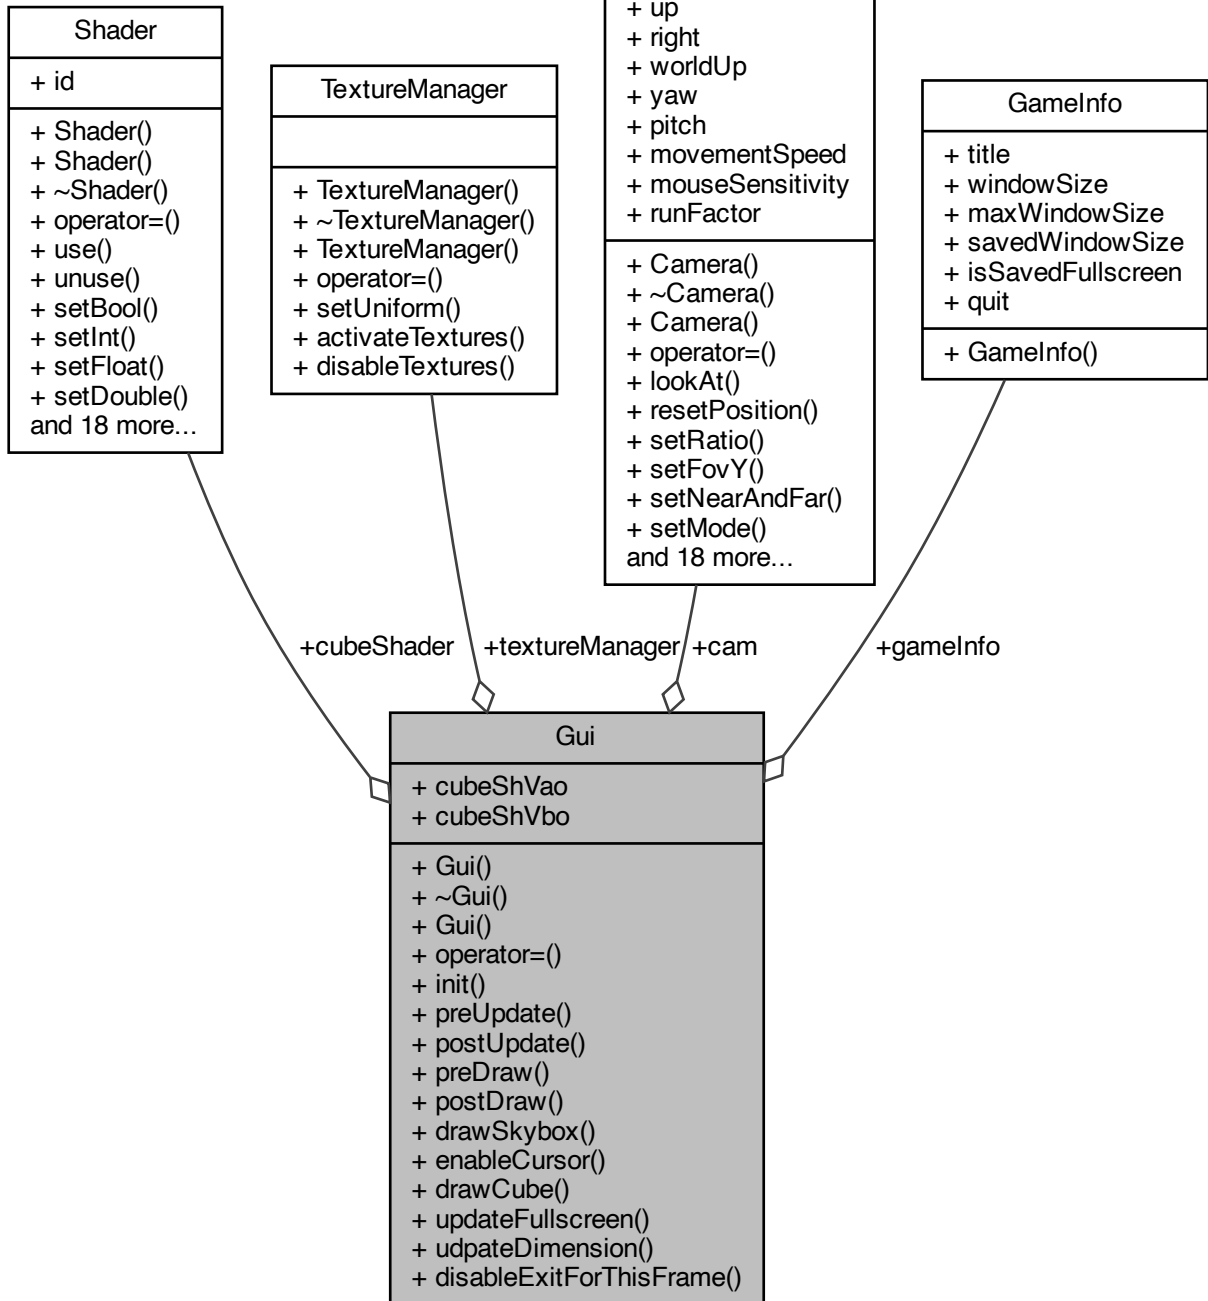 Shader
+ id
+ Shader()
+ Shader()
+ ~Shader()
+ operator=()
+ use()
+ unuse()
+ setBool()
+ setInt()
+ setFloat()
+ setDouble()
and 18 more...
TextureManager
+ TextureManager()
+ ~TextureManager()
+ TextureManager()
+ operator=()
+ setUniform()
+ activateTextures()
+ disableTextures()
+ up
+ right
+ worldUp
+ yaw
+ pitch
+ movementSpeed
+ mouseSensitivity
+ runFactor
+ Camera()
+ ~Camera()
+ Camera()
+ operator=()
+ lookAt()
+ resetPosition()
+ setRatio()
+ setFovY()
+ setNearAndFar()
+ setMode()
and 18 more...
GameInfo
+ title
+ windowSize
+ maxWindowSize
+ savedWindowSize
+ isSavedFullscreen
+ quit
+ GameInfo()
+cubeShader
+textureManager
+cam
+gameInfo
Gui
+ cubeShVao
+ cubeShVbo
+ Gui()
+ ~Gui()
+ Gui()
+ operator=()
+ init()
+ preUpdate()
+ postUpdate()
+ preDraw()
+ postDraw()
+ drawSkybox()
+ enableCursor()
+ drawCube()
+ updateFullscreen()
+ udpateDimension()
+ disableExitForThisFrame()